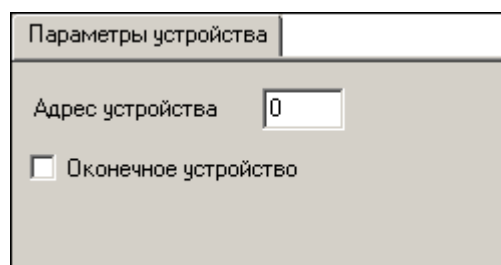 Параметры устройства
Адрес устройства 0
Оконечное устройство